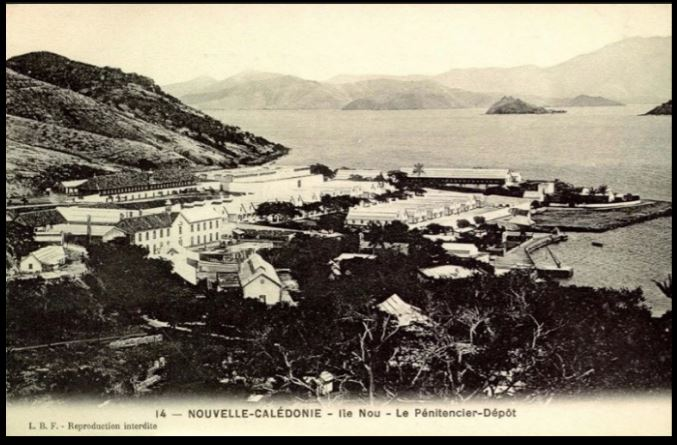 14 — NOUVELLE-CALÉDONIE - Ile Nou - Le Pénitencier-Dépôt
L. B. F. - Reproduction interdite